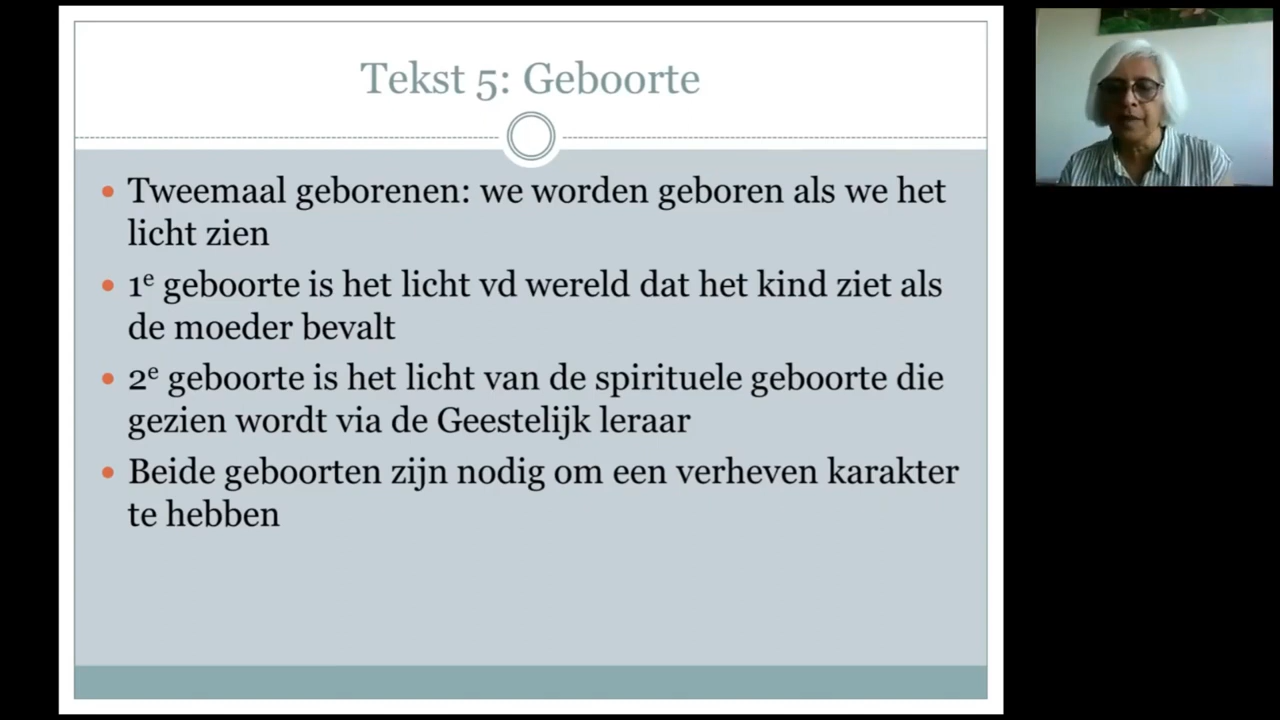 Tekst 5: Geboorte
• Tweemaal geborenen: we worden geboren als we het
licht zien
• 1e geboorte is het licht vd wereld dat het kind ziet als
de moeder bevalt
• 2e geboorte is het licht van de spirituele geboorte die
gezien wordt via de Geestelijk leraar
• Beide geboorten zijn nodig om een verheven karakter
te hebben